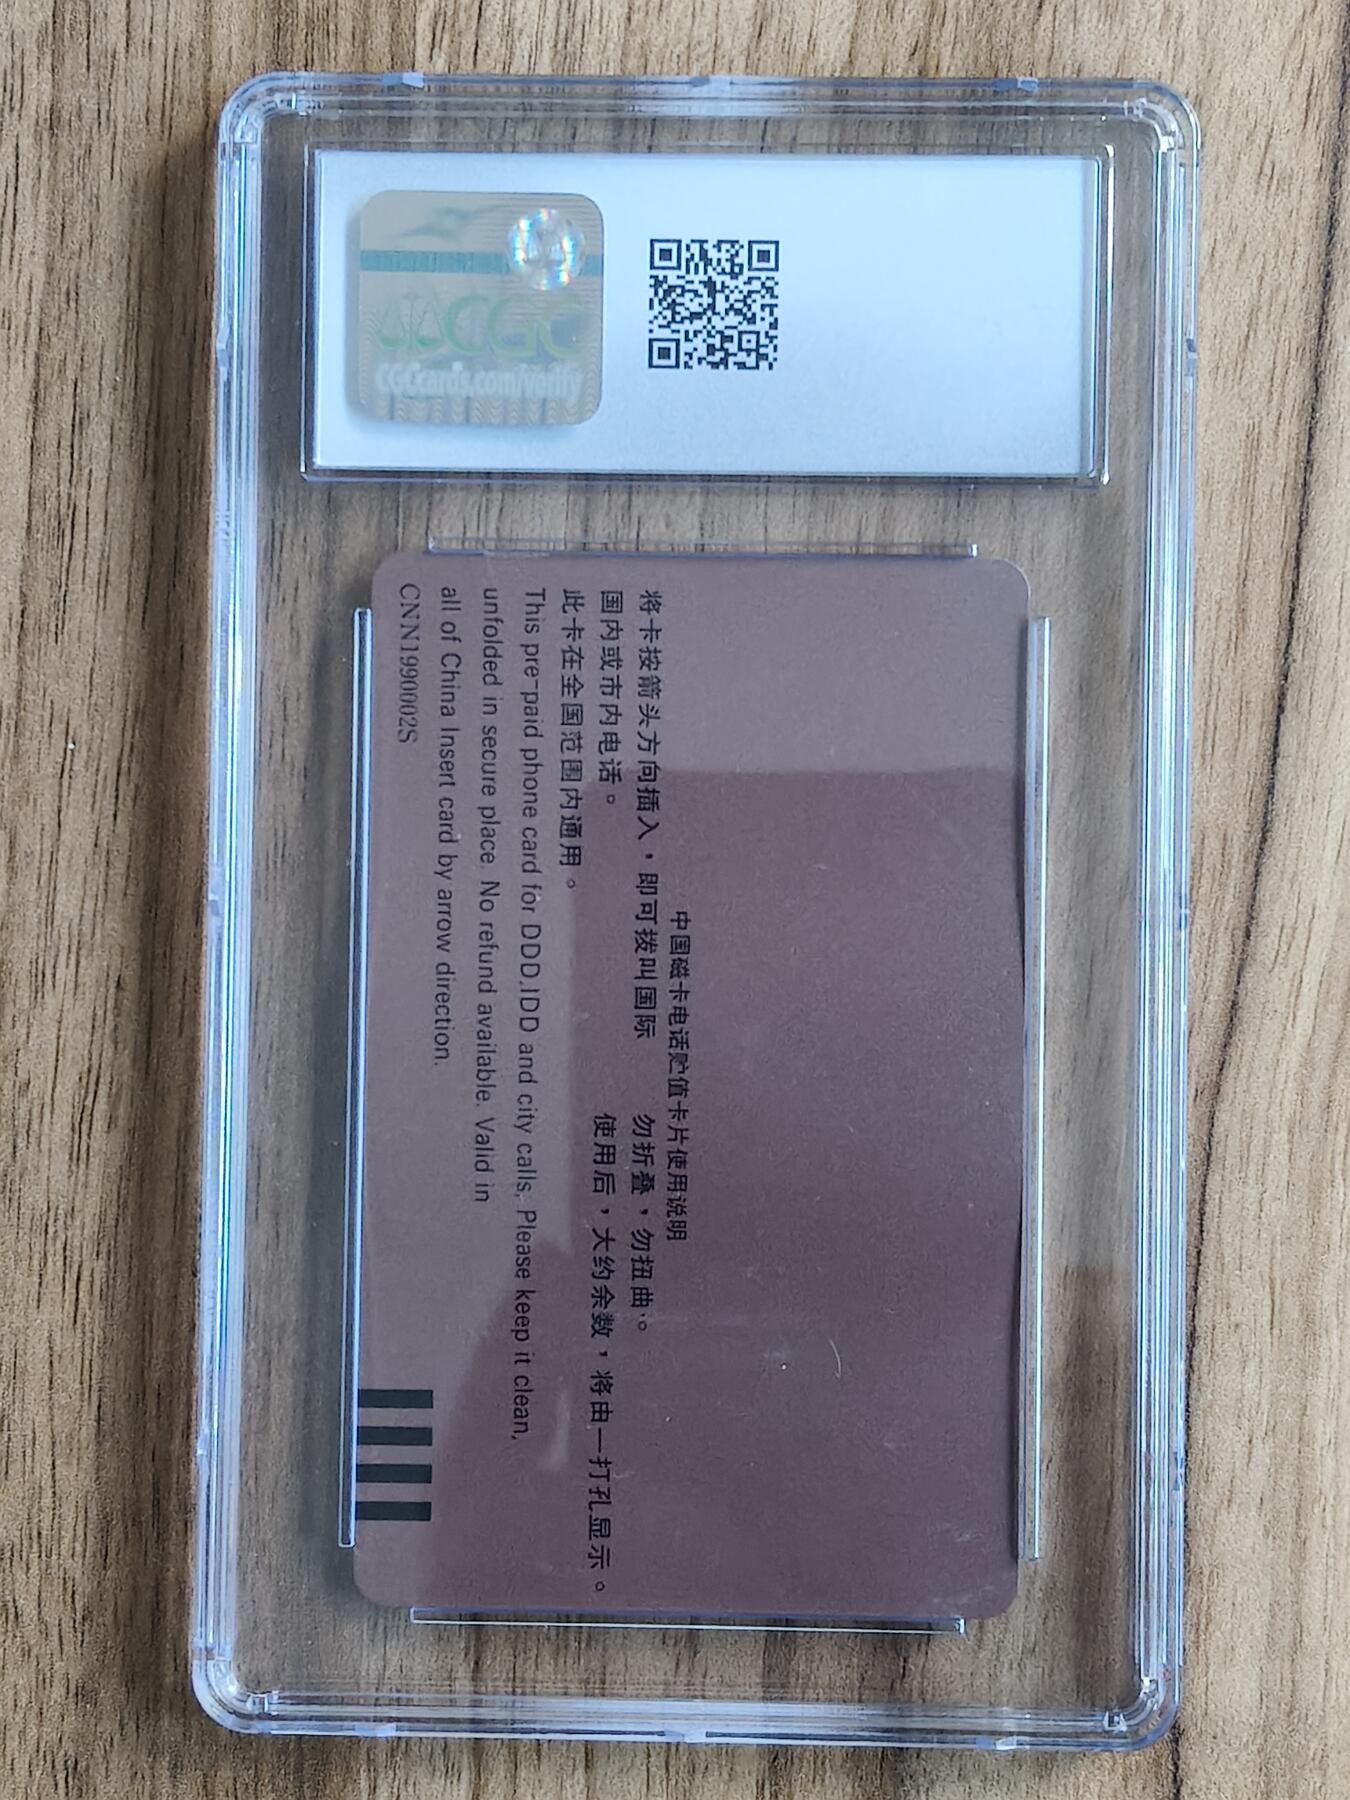 CGC
CGCcards.com/verify
中国磁卡电话贮值卡片使用说明
将卡按箭头方向插入，即可拨叫国际 勿折叠，勿扭曲。
国内或市内电话。 使用后，大约余数，将由一打孔显示。
此卡在全国范围内通用。
This pre-paid phone card for DDD,IDD and city calls, Please keep it clean,
unfolded in secure place. No refund available. Valid in
all of China Insert card by arrow direction.
CNN1990002S